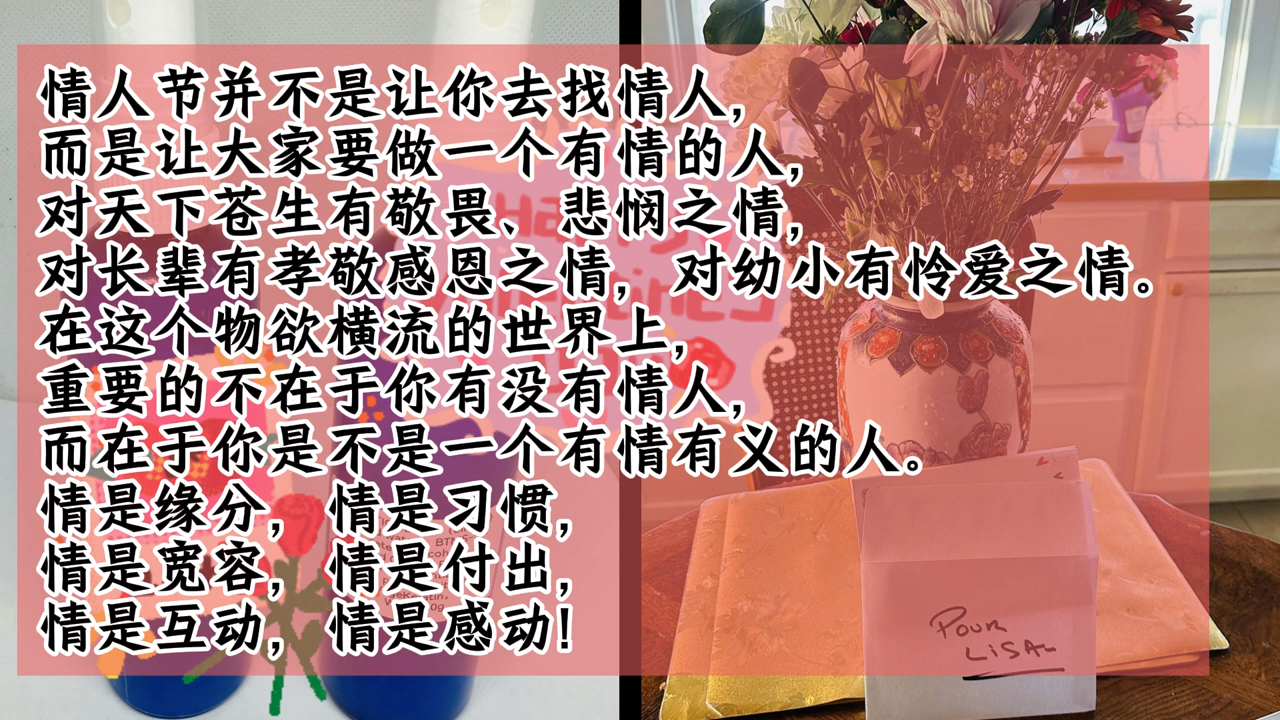 情人节并不是让你去找情人，
而是让大家要做一个有情的人，
对天下苍生有敬畏、悲悯之情，
对长辈有孝敬感恩之情，对幼小有怜爱之情。
在这个物欲横流的世界上，
重要的不在于你有没有情人，
而在于你是不是一个有情有义的人。
情是缘分，情是习惯，
情是宽容，情是付出，
情是互动，情是感动！
Happy
POUR
LISA